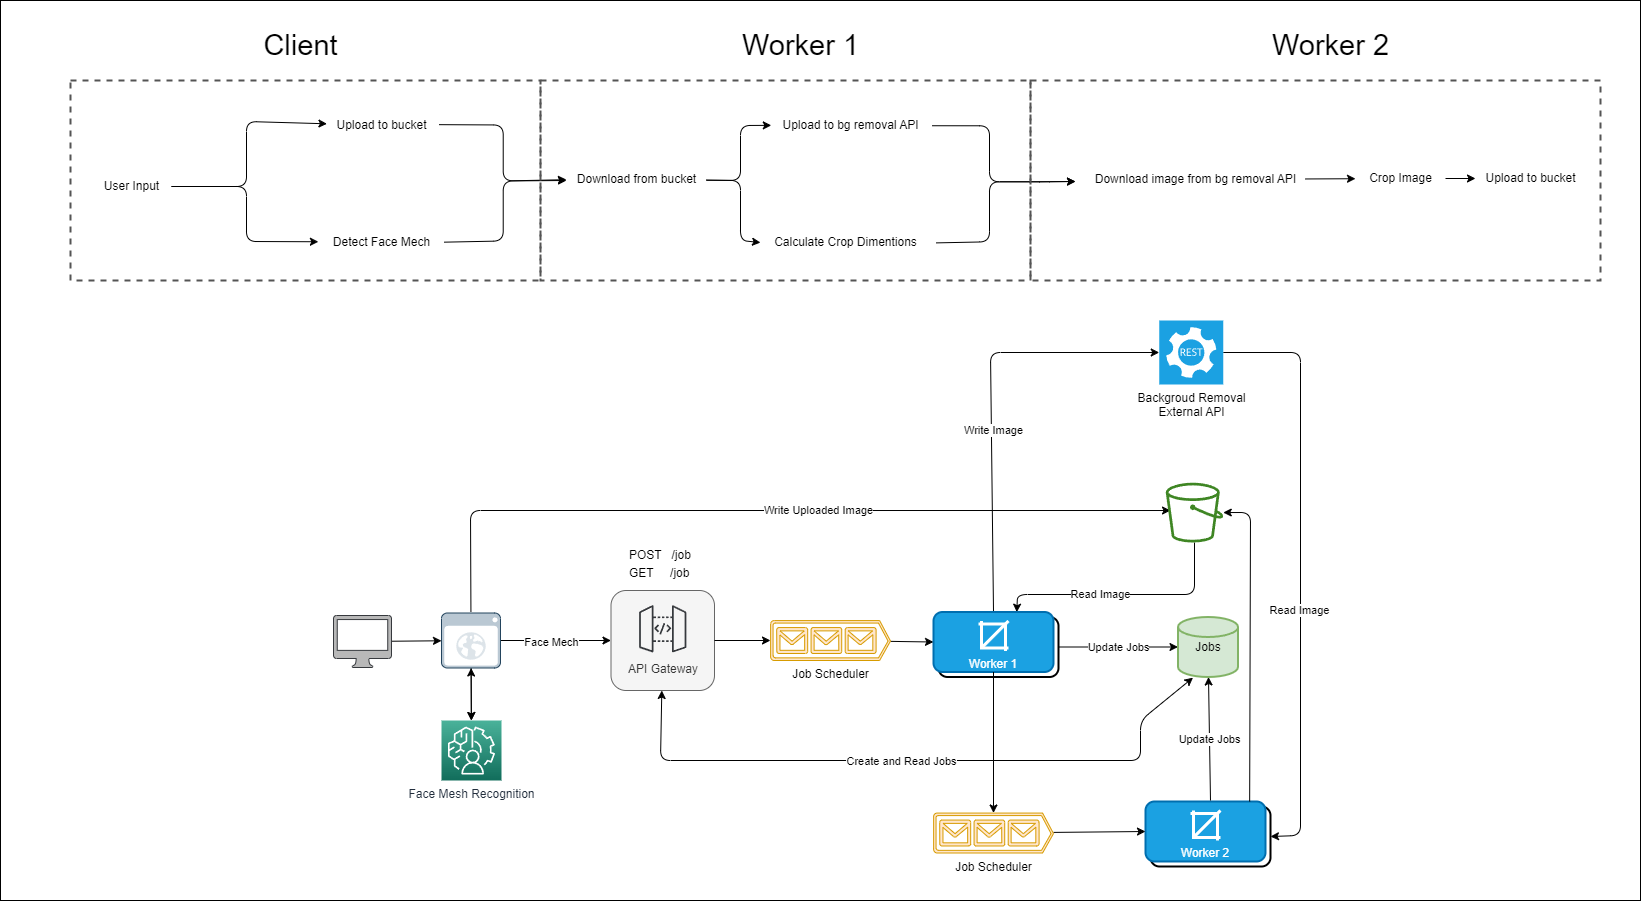 Client
Worker 1
Worker 2
User Input
Upload to bucket
Detect Face Mech
Download from bucket
Upload to bg removal API
Calculate Crop Dimentions
Download image from bg removal API
Crop Image
Upload to bucket
REST
Backgroud Removal
External API
Write Image
Write Uploaded Image
POST /job
GET /job
Read Image
Read Image
Face Mech
API Gateway
Job Scheduler
Worker 1
Update Jobs
Jobs
Update Jobs
Create and Read Jobs
Face Mesh Recognition
Job Scheduler
Worker 2